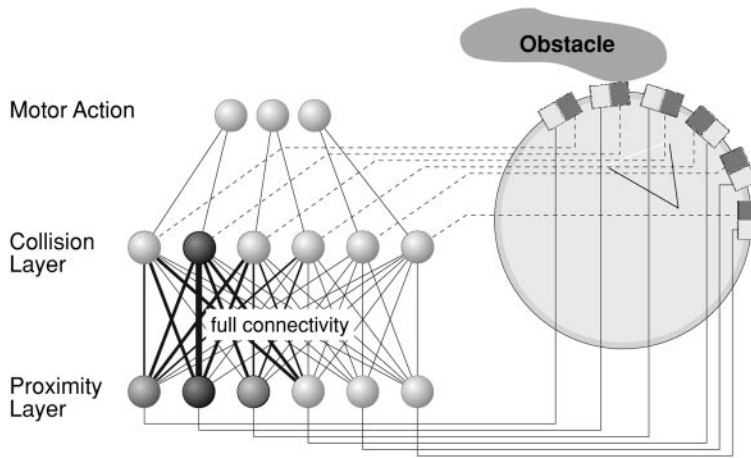 Obstacle
Motor Action
Collision
Layer
full connectivity
Proximity
Layer